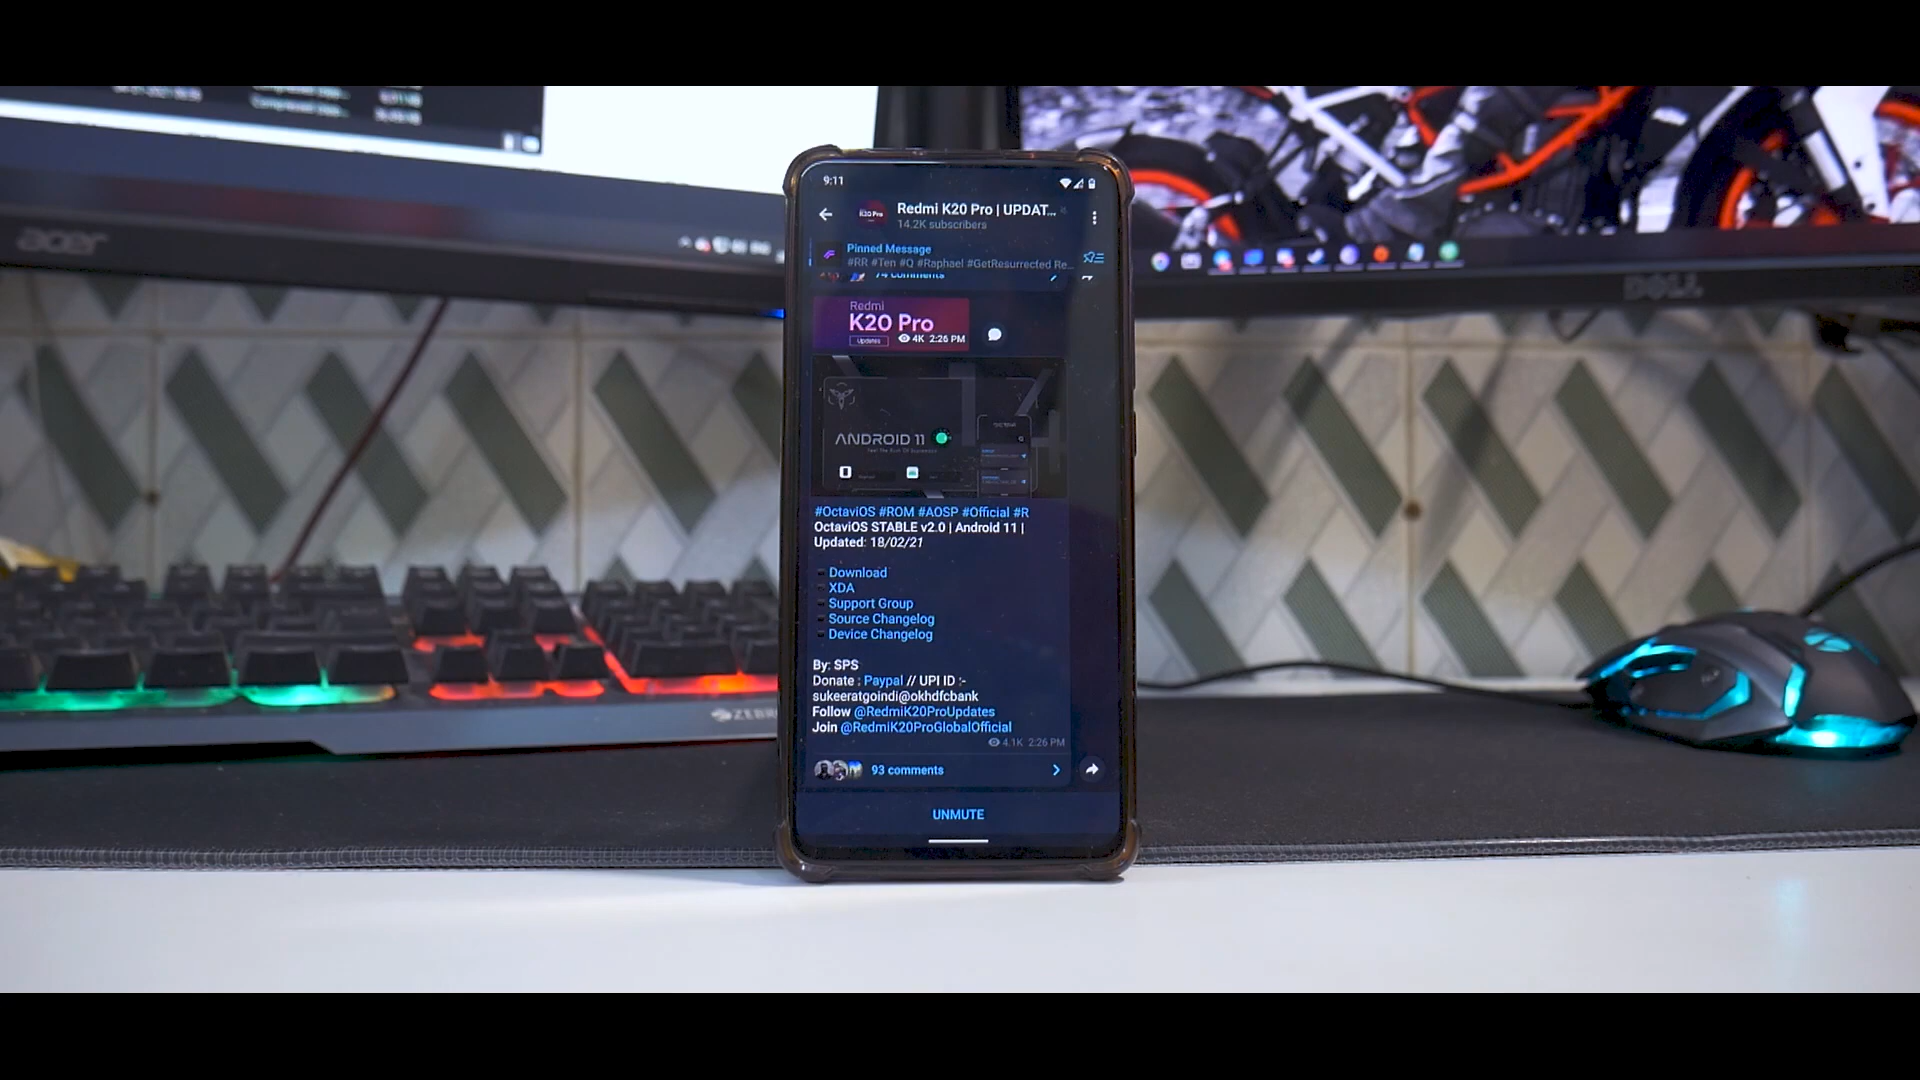 acer
DELL
ZEBR
9:11
Redmi K20 Pro | UPDAT...
14.2K subscribers
Pinned Message
#RR #Ten #Q #Raphael #GetResurrected Re...
74 comments
Redmi
K20 Pro
Updates
4K 2:26 PM
ANDROID 11
#OctaviOS #ROM #AOSP #Official #R
OctaviOS STABLE v2.0 | Android 11 |
Updated: 18/02/21
Download
XDA
Support Group
Source Changelog
Device Changelog
By: SPS
Donate : Paypal // UPI ID :-
sukeeratgoindi@okhdfcbank
Follow @RedmiK20ProUpdates
Join @RedmiK20ProGlobalOfficial
4.1K 2:26 PM
93 comments
UNMUTE